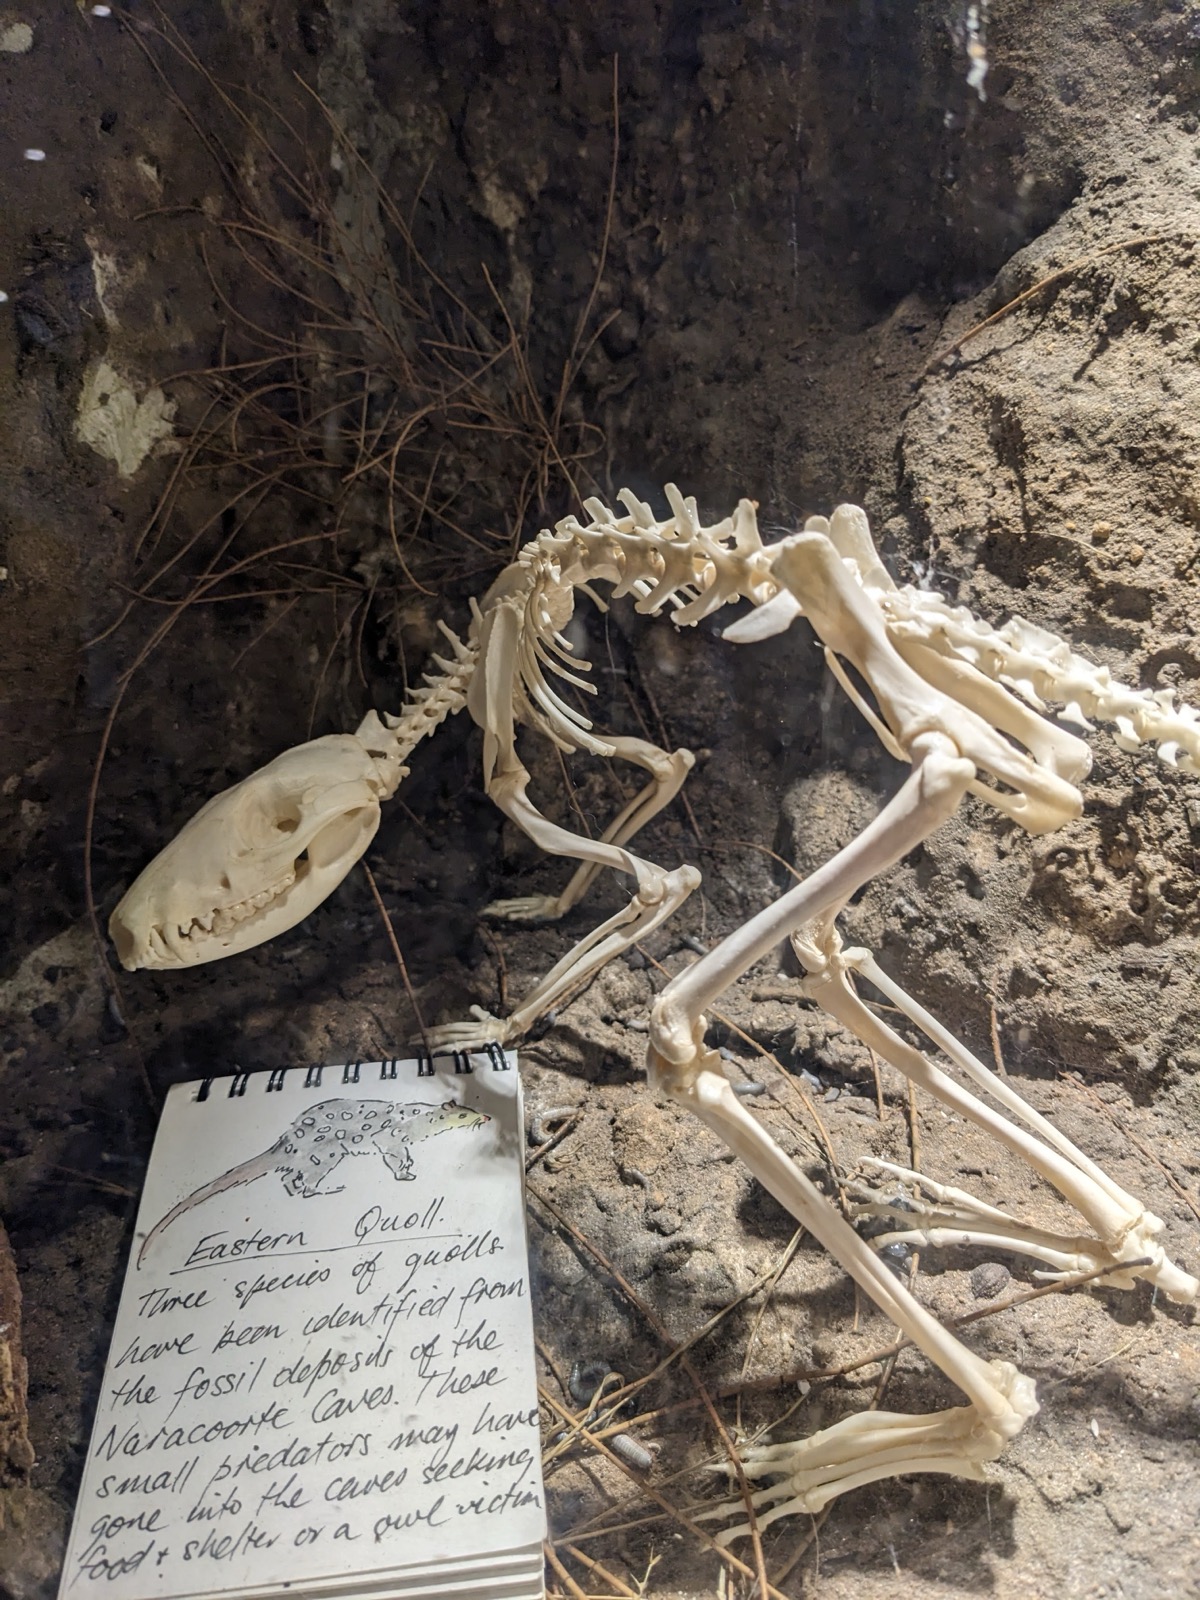 Eastern Quoll.
Three species of quolls
have been identified from
the fossil deposits of the
Naracoorte Caves. These
small predators may have
gone into the caves seeking
food + shelter or a owl victim